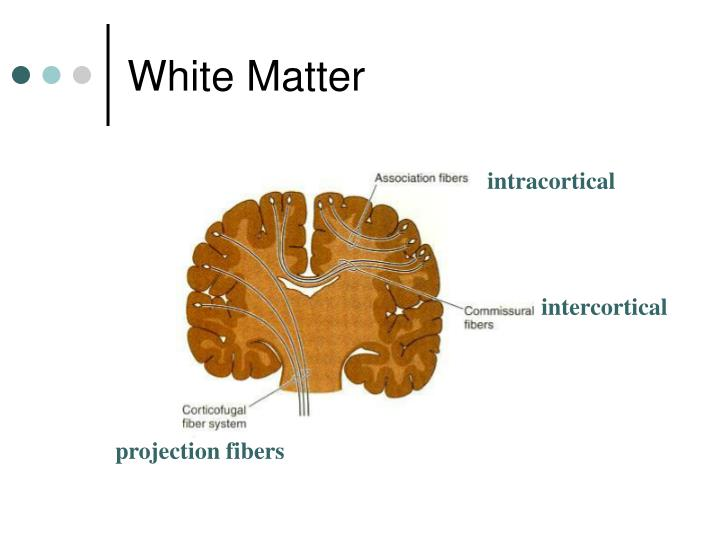 White Matter
Association fibers
intracortical
Commissural
fibers
intercortical
Corticofugal
fiber system
projection fibers